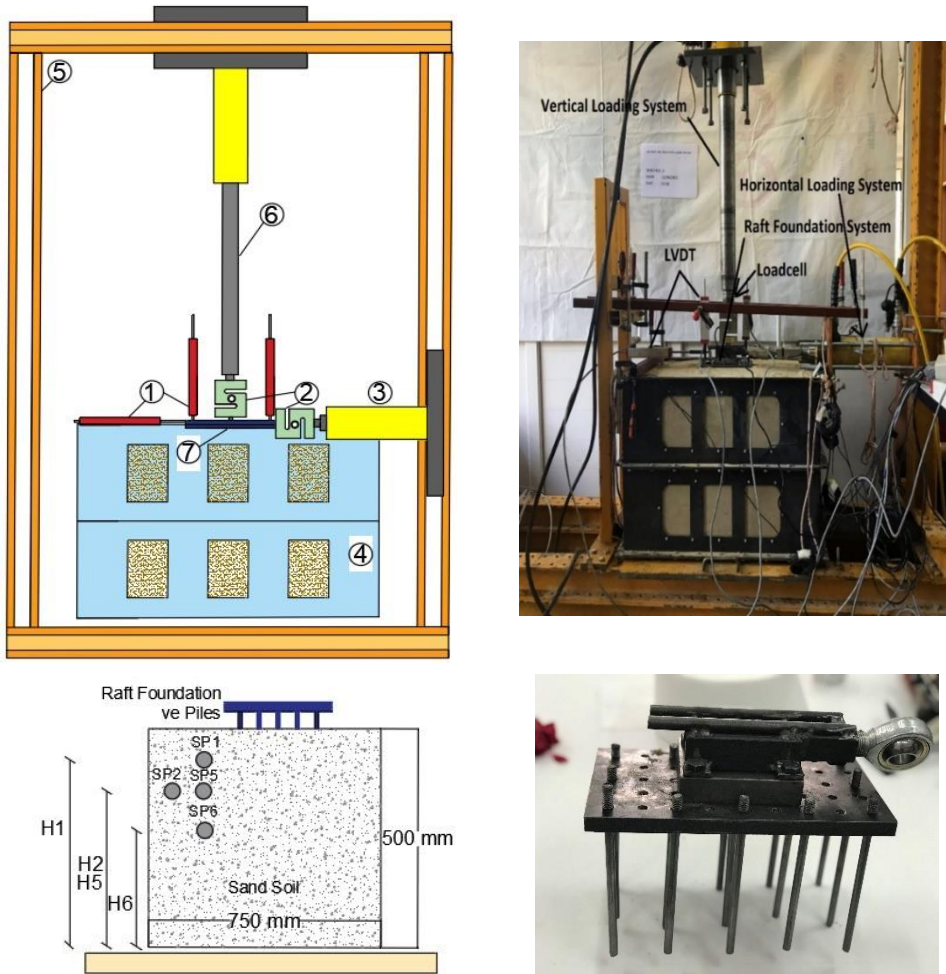 ⑤
⑥
①
②
③
⑦
④
Vertical Loading System
Horizontal Loading System
Raft Foundation System
LVDT
Loadcell
Raft Foundation
ve Piles
SP1
SP2
SP5
SP6
H1
H2
H5
H6
500 mm
Sand Soil
750 mm